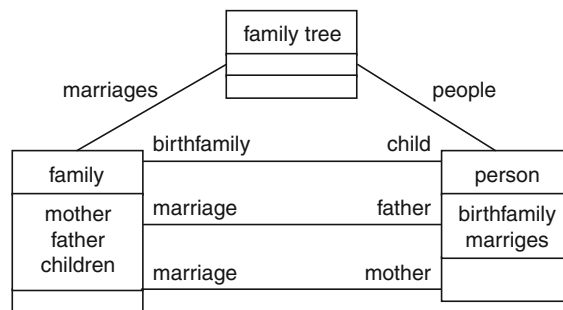 family tree
marriages
people
birthfamily
child
family
person
mother
father
children
marriage
father
birthfamily
marriges
marriage
mother